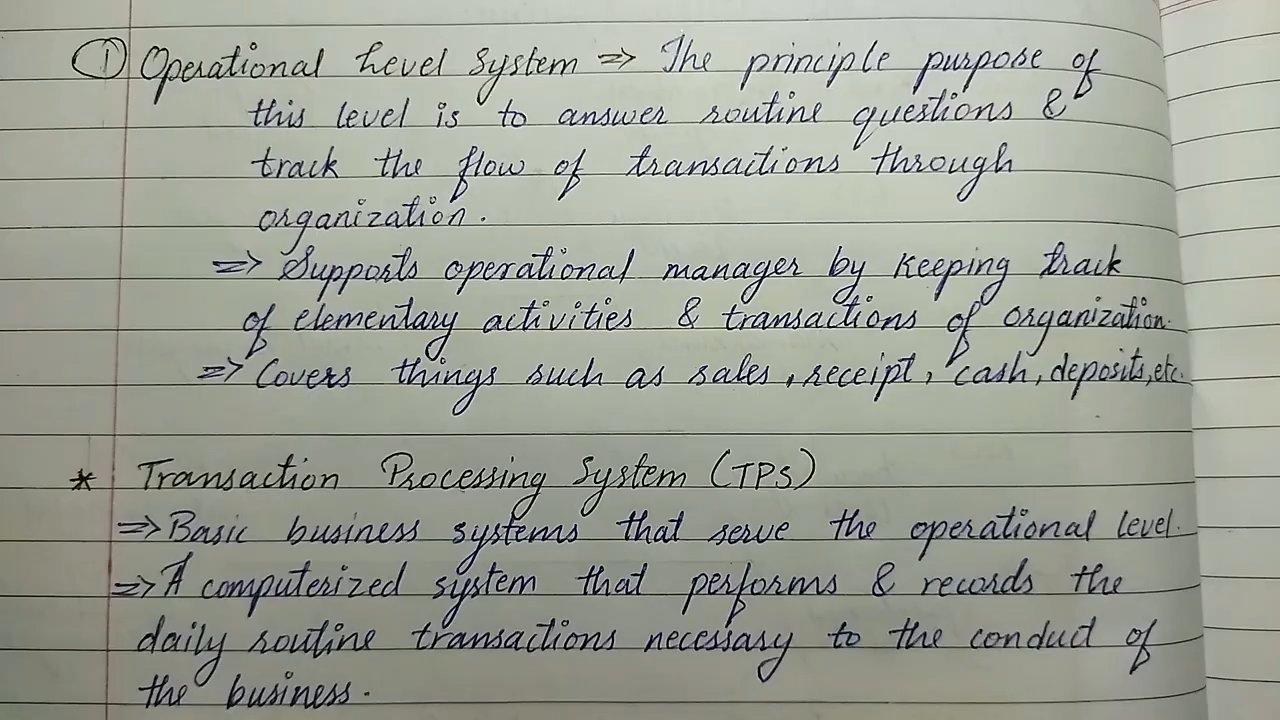 ① Operational Level System => The principle purpose of
this level is to answer routine questions &
track the flow of transactions through
organization.
=> Supports operational manager by keeping track
of elementary activities & transactions of organization.
=> Covers things such as sales, receipt, cash, deposits, etc.
* Transaction Processing System (TPS)
=> Basic business systems that serve the operational level.
=> A computerized system that performs & records the
daily routine transactions necessary to the conduct of
the business.